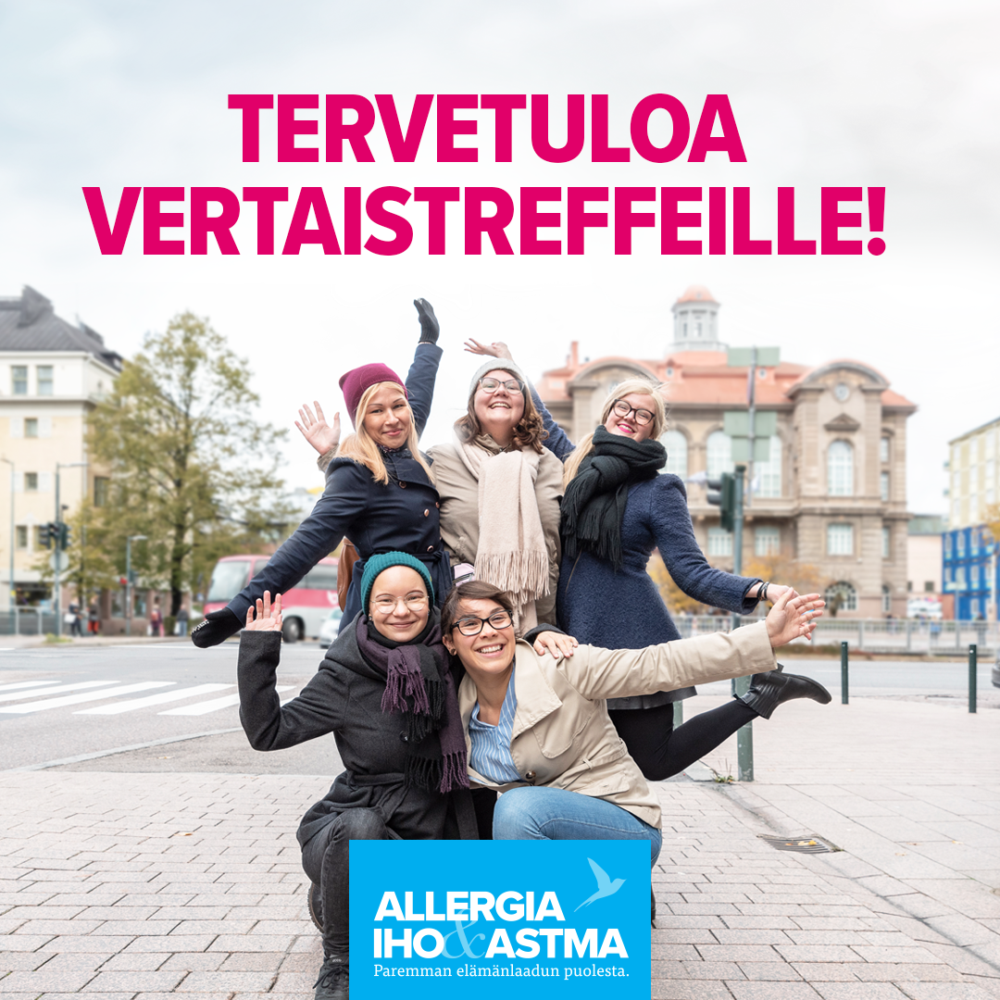 TERVETULOA
VERTAISTREFFEILLE!
ALLERGIA
IHO & ASTMA
Paremman elämänlaadun puolesta.